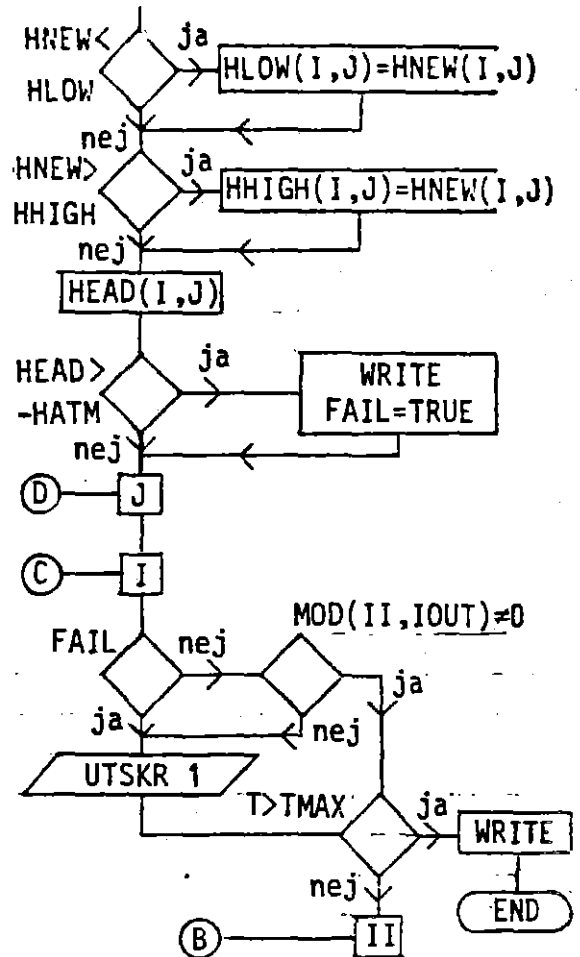 HNEW<
ja
HLOW(I,J)=HNEW(I,J)
HLOW
nej
HNEW>
ja
HHIGH(I,J)=HNEW(I,J)
HHIGH
nej
HEAD(I,J)
HEAD>
ja
WRITE
-HATM
FAIL=TRUE
nej
D
J
C
I
MOD(II,IOUT)≠0
FAIL
nej
ja
ja
nej
UTSKR 1
T>TMAX
ja
WRITE
nej
END
B
II